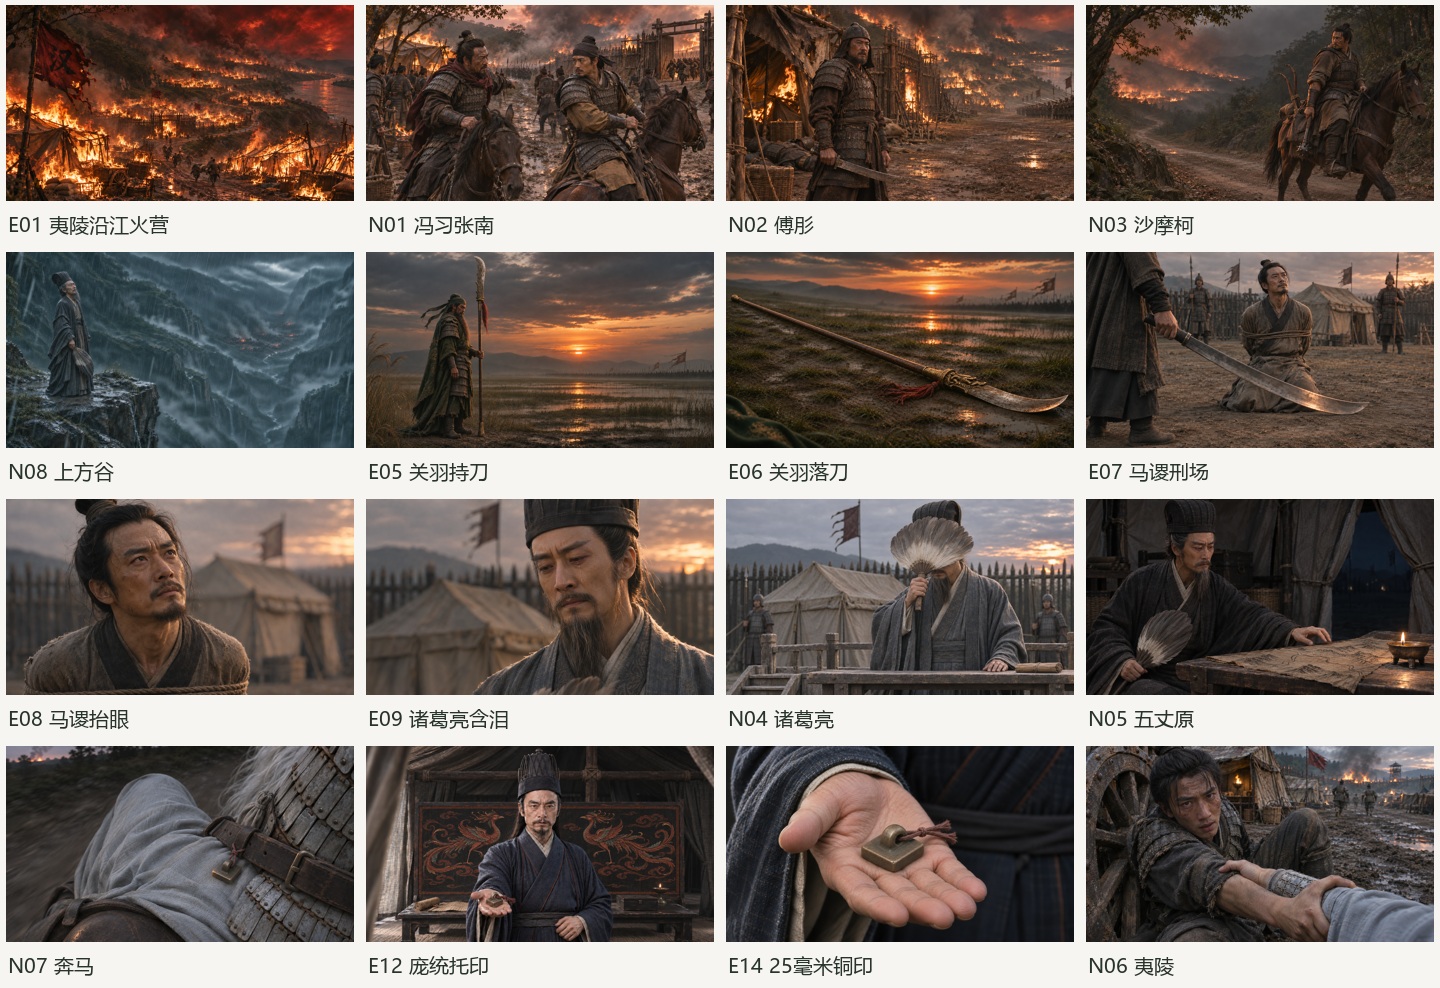 E01 夷陵沿江火营
N01 冯习张南
N02 傅肜
N03 沙摩柯
N08 上方谷
E05 关羽持刀
E06 关羽落刀
E07 马谡刑场
E08 马谡抬眼
E09 诸葛亮含泪
N04 诸葛亮
N05 五丈原
N07 奔马
E12 庞统托印
E14 25毫米铜印
N06 夷陵